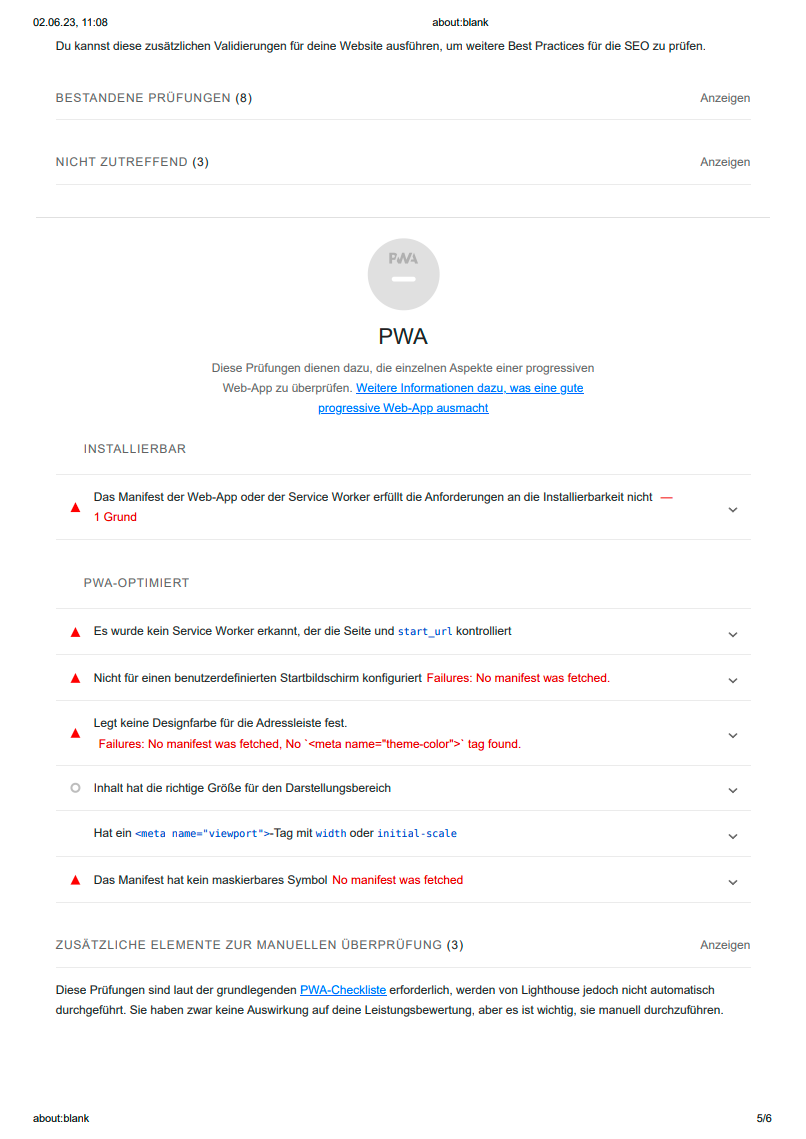 02.06.23, 11:08 about:blank
Du kannst diese zusätzlichen Validierungen für deine Website ausführen, um weitere Best Practices für die SEO zu prüfen.
BESTANDENE PRÜFUNGEN (8) Anzeigen
NICHT ZUTREFFEND (3) Anzeigen
PWA
PWA
Diese Prüfungen dienen dazu, die einzelnen Aspekte einer progressiven
Web-App zu überprüfen. Weitere Informationen dazu, was eine gute
progressive Web-App ausmacht
INSTALLIERBAR
Das Manifest der Web-App oder der Service Worker erfüllt die Anforderungen an die Installierbarkeit nicht —
1 Grund
PWA-OPTIMIERT
Es wurde kein Service Worker erkannt, der die Seite und start_url kontrolliert
Nicht für einen benutzerdefinierten Startbildschirm konfiguriert Failures: No manifest was fetched.
Legt keine Designfarbe für die Adressleiste fest.
Failures: No manifest was fetched, No `<meta name="theme-color">` tag found.
Inhalt hat die richtige Größe für den Darstellungsbereich
Hat ein <meta name="viewport">-Tag mit width oder initial-scale
Das Manifest hat kein maskierbares Symbol No manifest was fetched
ZUSÄTZLICHE ELEMENTE ZUR MANUELLEN ÜBERPRÜFUNG (3) Anzeigen
Diese Prüfungen sind laut der grundlegenden PWA-Checkliste erforderlich, werden von Lighthouse jedoch nicht automatisch
durchgeführt. Sie haben zwar keine Auswirkung auf deine Leistungsbewertung, aber es ist wichtig, sie manuell durchzuführen.
about:blank 5/6